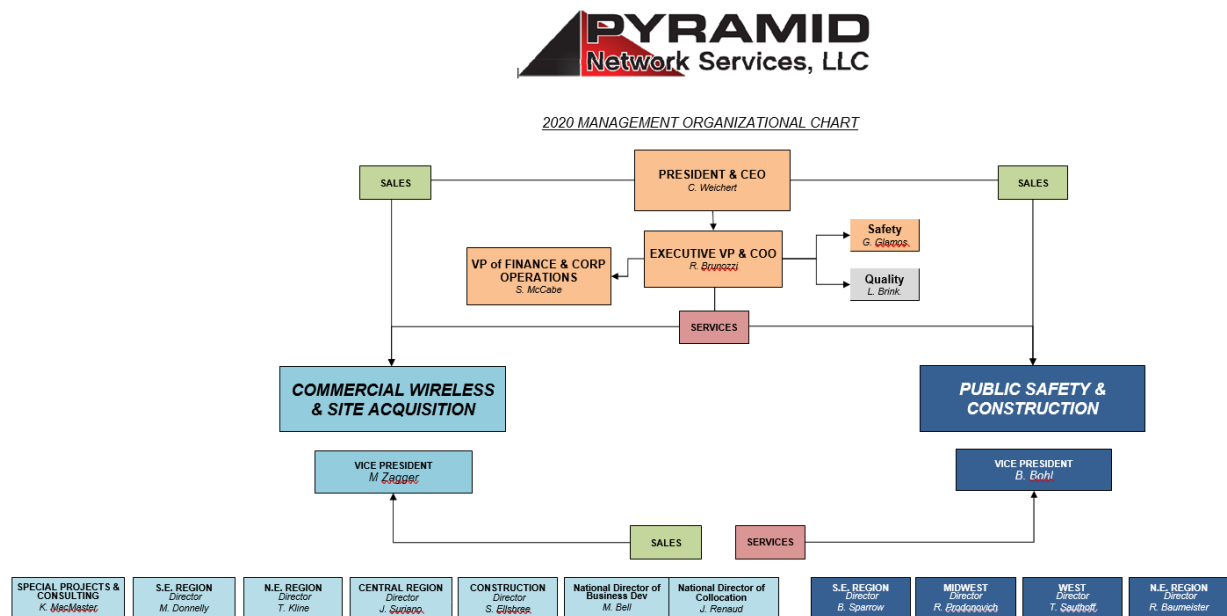 PYRAMID
Network Services, LLC
2020 MANAGEMENT ORGANIZATIONAL CHART
SALES
PRESIDENT & CEO
C. Weichert
SALES
VP of FINANCE & CORP
OPERATIONS
S. McCabe
EXECUTIVE VP & COO
R. Brunozzi
Safety
G. Glamos.
Quality
L. Brink.
SERVICES
COMMERCIAL WIRELESS
& SITE ACQUISITION
PUBLIC SAFETY &
CONSTRUCTION
VICE PRESIDENT
M Zagger
VICE PRESIDENT
B. Bohl
SALES
SERVICES
SPECIAL PROJECTS &
CONSULTING
K. MacMaster
S.E. REGION
Director
M. Donnelly
N.E. REGION
Director
T. Kline
CENTRAL REGION
Director
J. Suriano
CONSTRUCTION
Director
S. Ellsbree
National Director of
Business Dev
M. Bell
National Director of
Collocation
J. Renaud
S.E. REGION
Director
B. Sparrow
MIDWEST
Director
R. Prodonovich
WEST
Director
T. Sauthoff
N.E. REGION
Director
R. Baumeister